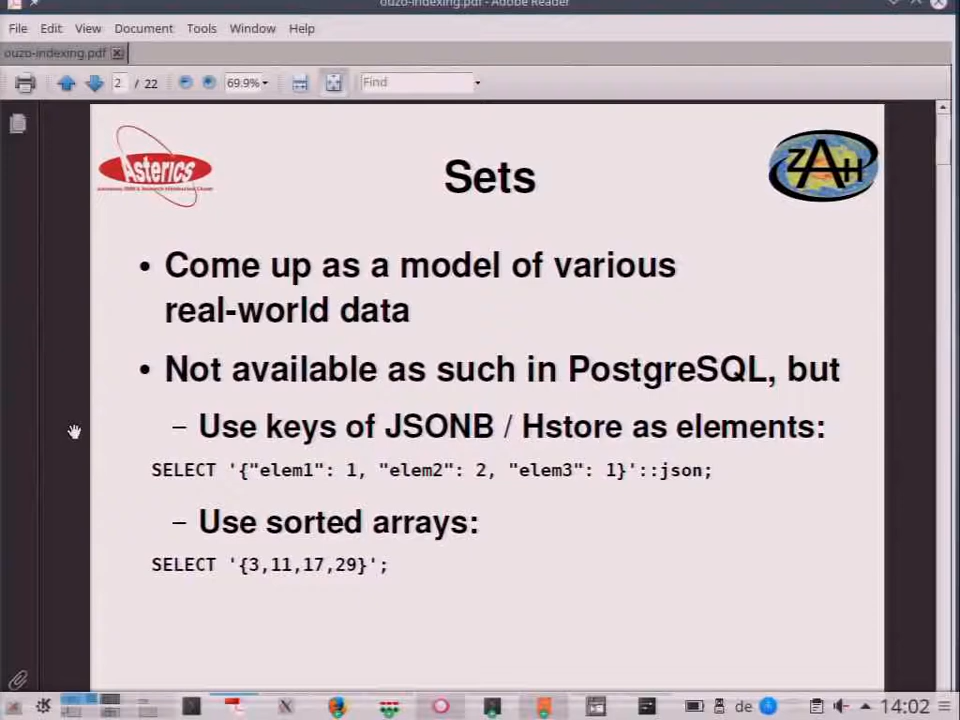 ouzo-indexing.pdf - Adobe Reader
File Edit View Document Tools Window Help
ouzo-indexing.pdf
2 / 22 69.9% Find
Asterics
ZAH
Sets
• Come up as a model of various
real-world data
• Not available as such in PostgreSQL, but
– Use keys of JSONB / Hstore as elements:
SELECT '{"elem1": 1, "elem2": 2, "elem3": 1}'::json;
– Use sorted arrays:
SELECT '{3,11,17,29}';
de 14:02